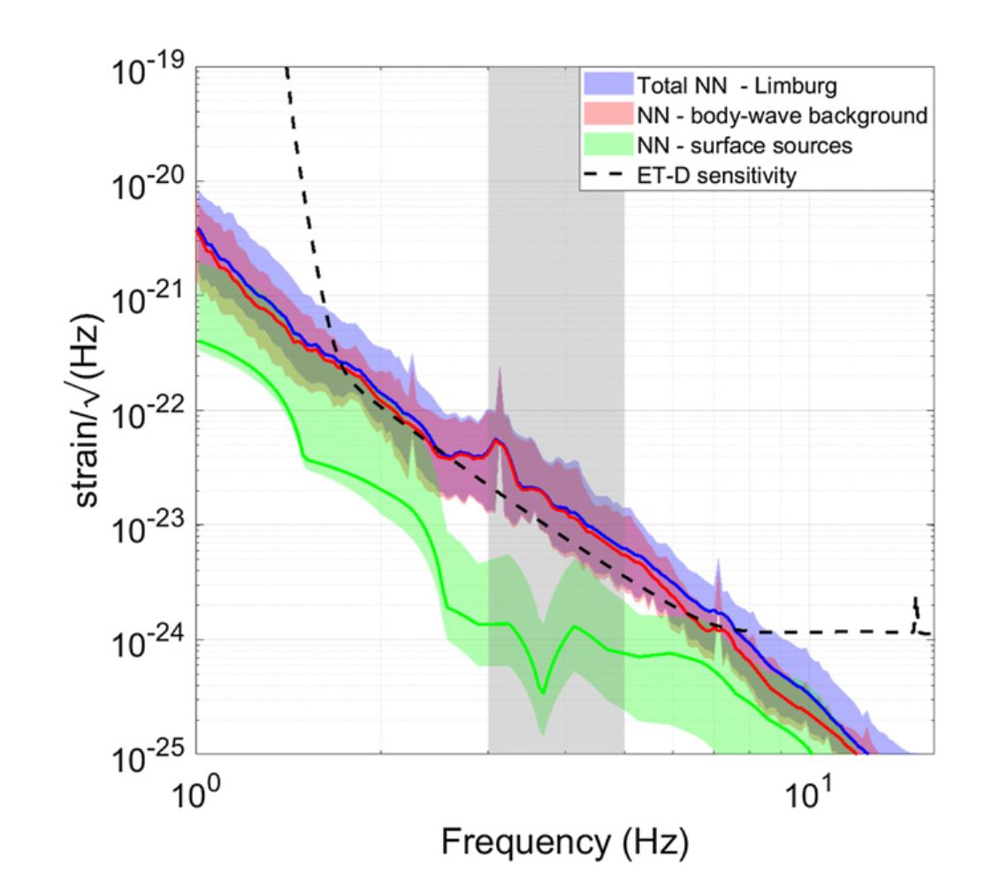 10^-19
10^-20
10^-21
10^-22
10^-23
10^-24
10^-25
strain/√(Hz)
Total NN - Limburg
NN - body-wave background
NN - surface sources
ET-D sensitivity
10^0
10^1
Frequency (Hz)